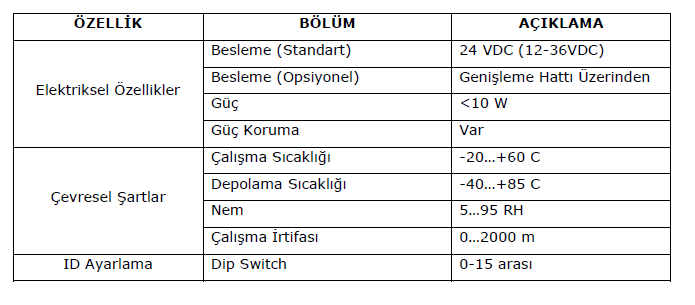 ÖZELLİK BÖLÜM AÇIKLAMA
Elektriksel Özellikler
Besleme (Standart) 24 VDC (12-36VDC)
Besleme (Opsiyonel) Genişleme Hattı Üzerinden
Güç <10 W
Güç Koruma Var
Çevresel Şartlar
Çalışma Sıcaklığı -20…+60 C
Depolama Sıcaklığı -40…+85 C
Nem 5…95 RH
Çalışma İrtifası 0…2000 m
ID Ayarlama Dip Switch 0-15 arası